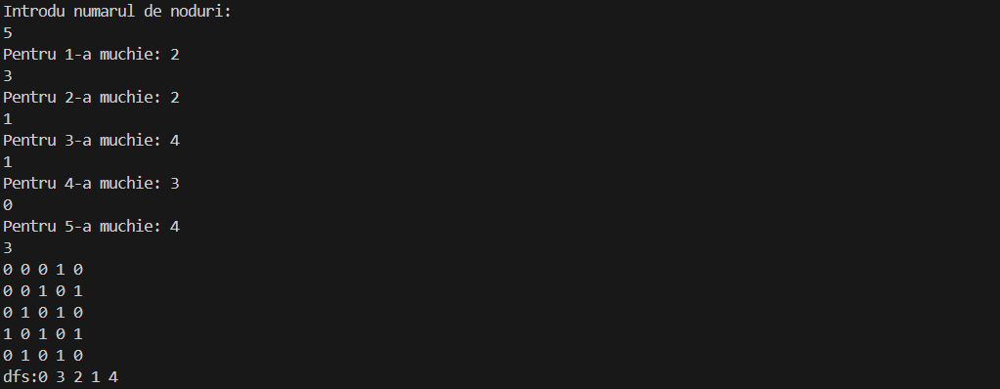 Introdu numarul de noduri:
5
Pentru 1-a muchie: 2
3
Pentru 2-a muchie: 2
1
Pentru 3-a muchie: 4
1
Pentru 4-a muchie: 3
0
Pentru 5-a muchie: 4
3
0 0 0 1 0
0 0 1 0 1
0 1 0 1 0
1 0 1 0 1
0 1 0 1 0
dfs:0 3 2 1 4